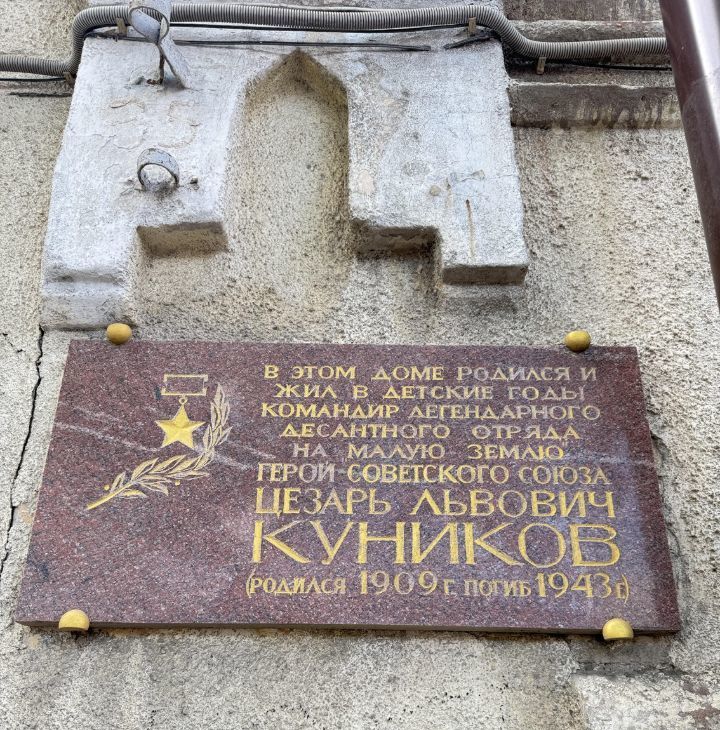 В ЭТОМ ДОМЕ РОДИЛСЯ И
ЖИЛ В ДЕТСКИЕ ГОДЫ
КОМАНДИР ЛЕГЕНДАРНОГО
ДЕСАНТНОГО ОТРЯДА
НА МАЛУЮ ЗЕМЛЮ
ГЕРОЙ СОВЕТСКОГО СОЮЗА
ЦЕЗАРЬ ЛЬВОВИЧ
КУНИКОВ
(РОДИЛСЯ 1909 Г. ПОГИБ 1943 Г.)